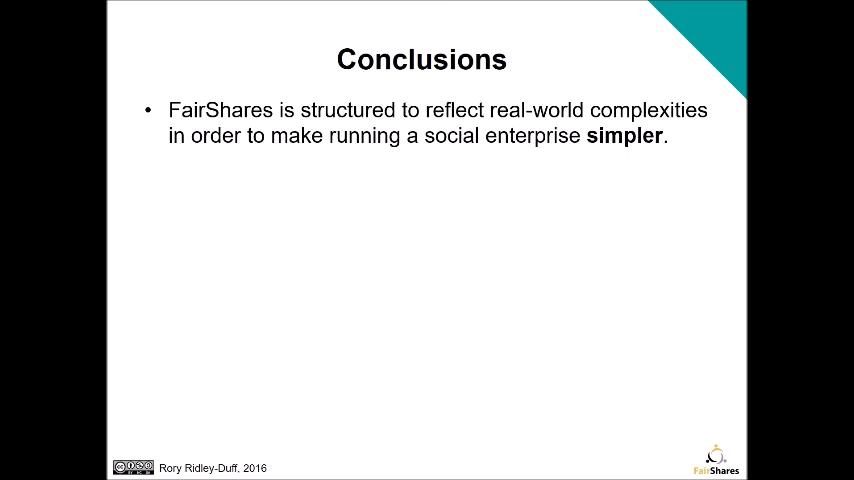 Conclusions
• FairShares is structured to reflect real-world complexities
in order to make running a social enterprise simpler.
Rory Ridley-Duff, 2016
FairShares